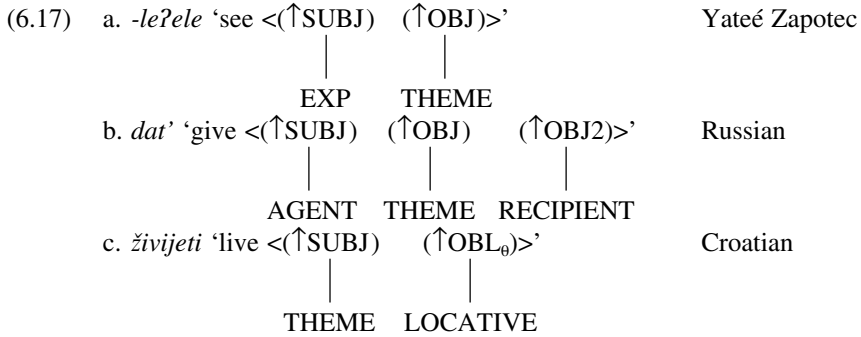 (6.17) a. -leʔele ‘see <(↑SUBJ) (↑OBJ)>’ Yateé Zapotec
EXP THEME
b. dat’ ‘give <(↑SUBJ) (↑OBJ) (↑OBJ2)>’ Russian
AGENT THEME RECIPIENT
c. živijeti ‘live <(↑SUBJ) (↑OBLθ)>’ Croatian
THEME LOCATIVE